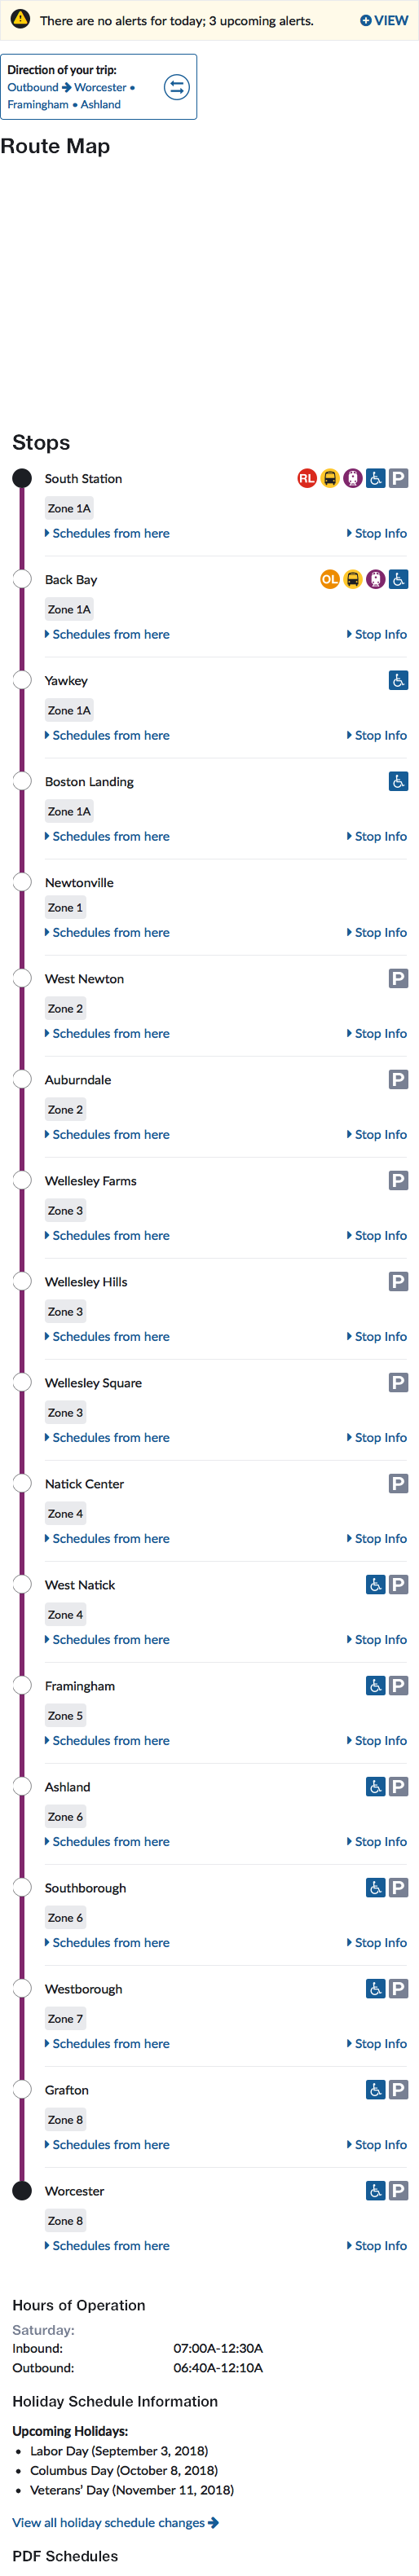 There are no alerts for today; 3 upcoming alerts. VIEW
Direction of your trip:
Outbound → Worcester •
Framingham • Ashland
Route Map
Stops
South Station RL P
Zone 1A
Schedules from here Stop Info
Back Bay OL
Zone 1A
Schedules from here Stop Info
Yawkey
Zone 1A
Schedules from here Stop Info
Boston Landing
Zone 1A
Schedules from here Stop Info
Newtonville
Zone 1
Schedules from here Stop Info
West Newton P
Zone 2
Schedules from here Stop Info
Auburndale P
Zone 2
Schedules from here Stop Info
Wellesley Farms P
Zone 3
Schedules from here Stop Info
Wellesley Hills P
Zone 3
Schedules from here Stop Info
Wellesley Square P
Zone 3
Schedules from here Stop Info
Natick Center P
Zone 4
Schedules from here Stop Info
West Natick P
Zone 4
Schedules from here Stop Info
Framingham P
Zone 5
Schedules from here Stop Info
Ashland P
Zone 6
Schedules from here Stop Info
Southborough P
Zone 6
Schedules from here Stop Info
Westborough P
Zone 7
Schedules from here Stop Info
Grafton P
Zone 8
Schedules from here Stop Info
Worcester P
Zone 8
Schedules from here Stop Info
Hours of Operation
Saturday:
Inbound: 07:00A-12:30A
Outbound: 06:40A-12:10A
Holiday Schedule Information
Upcoming Holidays:
• Labor Day (September 3, 2018)
• Columbus Day (October 8, 2018)
• Veterans’ Day (November 11, 2018)
View all holiday schedule changes →
PDF Schedules